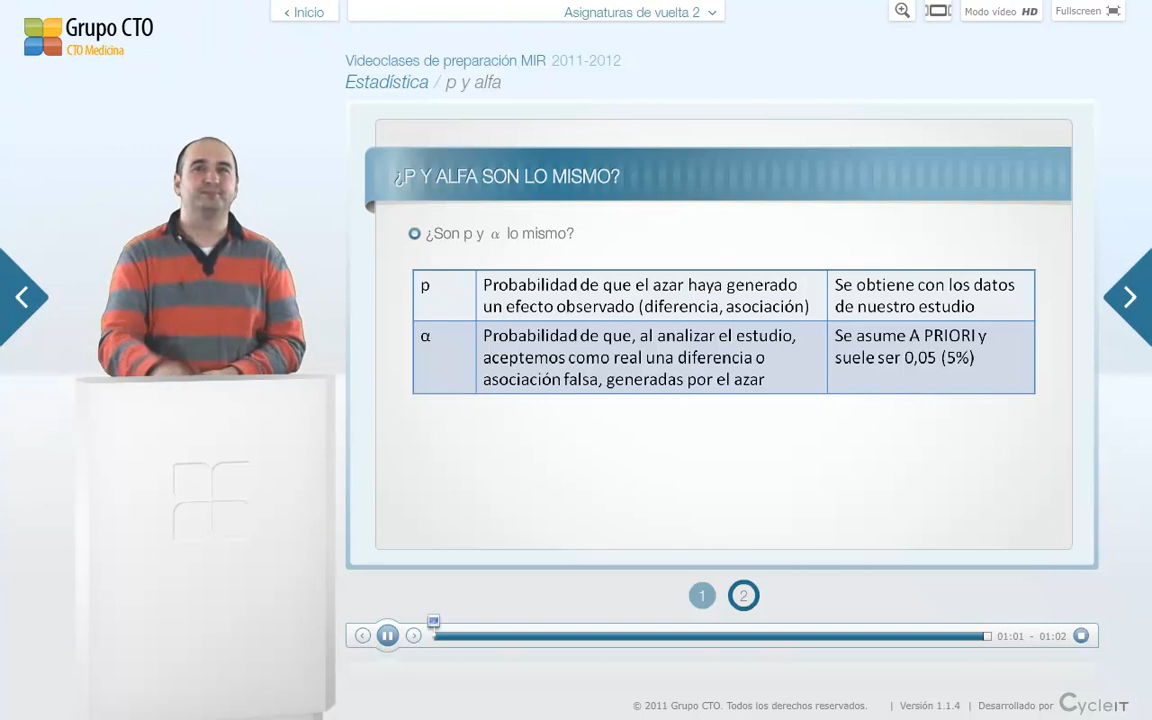 Grupo CTO
CTO Medicina
‹ Inicio
Asignaturas de vuelta 2
Modo vídeo HD
Fullscreen
Videoclases de preparación MIR 2011-2012
Estadística / p y alfa
¿P Y ALFA SON LO MISMO?
¿Son p y α lo mismo?
p
Probabilidad de que el azar haya generado
un efecto observado (diferencia, asociación)
Se obtiene con los datos
de nuestro estudio
α
Probabilidad de que, al analizar el estudio,
aceptemos como real una diferencia o
asociación falsa, generadas por el azar
Se asume A PRIORI y
suele ser 0,05 (5%)
1
2
01:01 - 01:02
© 2011 Grupo CTO. Todos los derechos reservados. | Versión 1.1.4 | Desarrollado por CycleIT